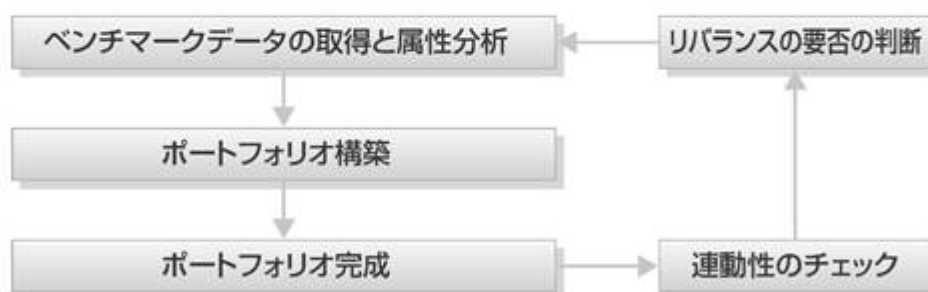 ベンチマークデータの取得と属性分析
リバランスの要否の判断
ポートフォリオ構築
ポートフォリオ完成
連動性のチェック